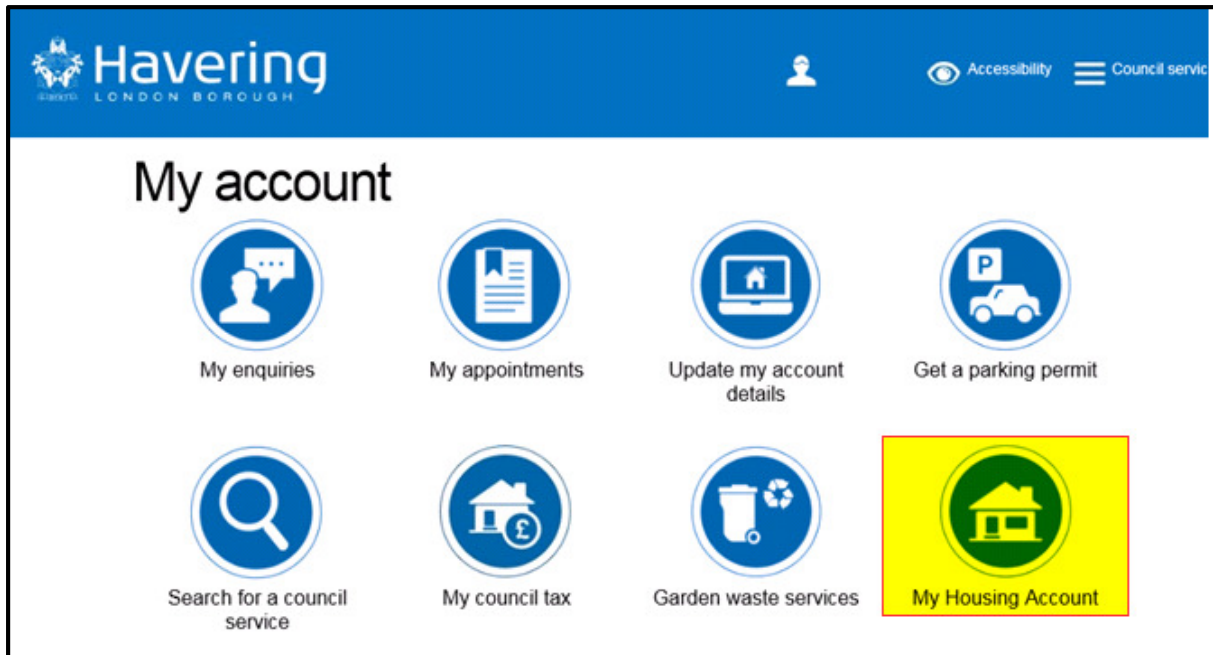 Havering
LONDON BOROUGH
Accessibility
Council servic
My account
My enquiries
My appointments
Update my account
details
Get a parking permit
P
Search for a council
service
My council tax
£
Garden waste services
My Housing Account